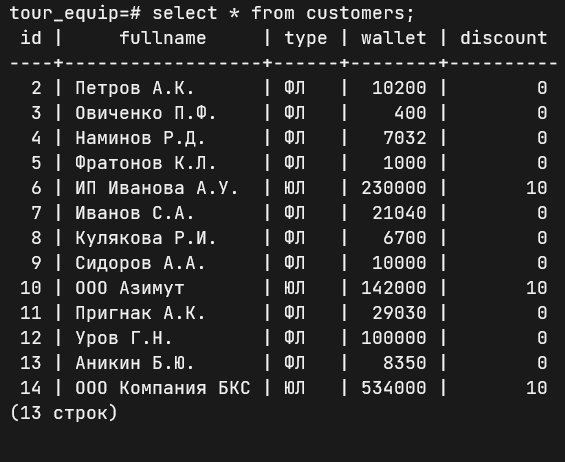 tour_equip=# select * from customers;
 id |     fullname     | type | wallet | discount
----+------------------+------+--------+----------
  2 | Петров А.К.      | ФЛ   |  10200 |        0
  3 | Овиченко П.Ф.    | ФЛ   |    400 |        0
  4 | Наминов Р.Д.     | ФЛ   |   7032 |        0
  5 | Фратонов К.Л.    | ФЛ   |   1000 |        0
  6 | ИП Иванова А.У.  | ЮЛ   | 230000 |       10
  7 | Иванов С.А.      | ФЛ   |  21040 |        0
  8 | Кулякова Р.И.    | ФЛ   |   6700 |        0
  9 | Сидоров А.А.     | ФЛ   |  10000 |        0
 10 | ООО Азимут       | ЮЛ   | 142000 |       10
 11 | Пригнак А.К.     | ФЛ   |  29030 |        0
 12 | Уров Г.Н.        | ФЛ   | 100000 |        0
 13 | Аникин Б.Ю.      | ФЛ   |   8350 |        0
 14 | ООО Компания БКС | ЮЛ   | 534000 |       10
(13 строк)